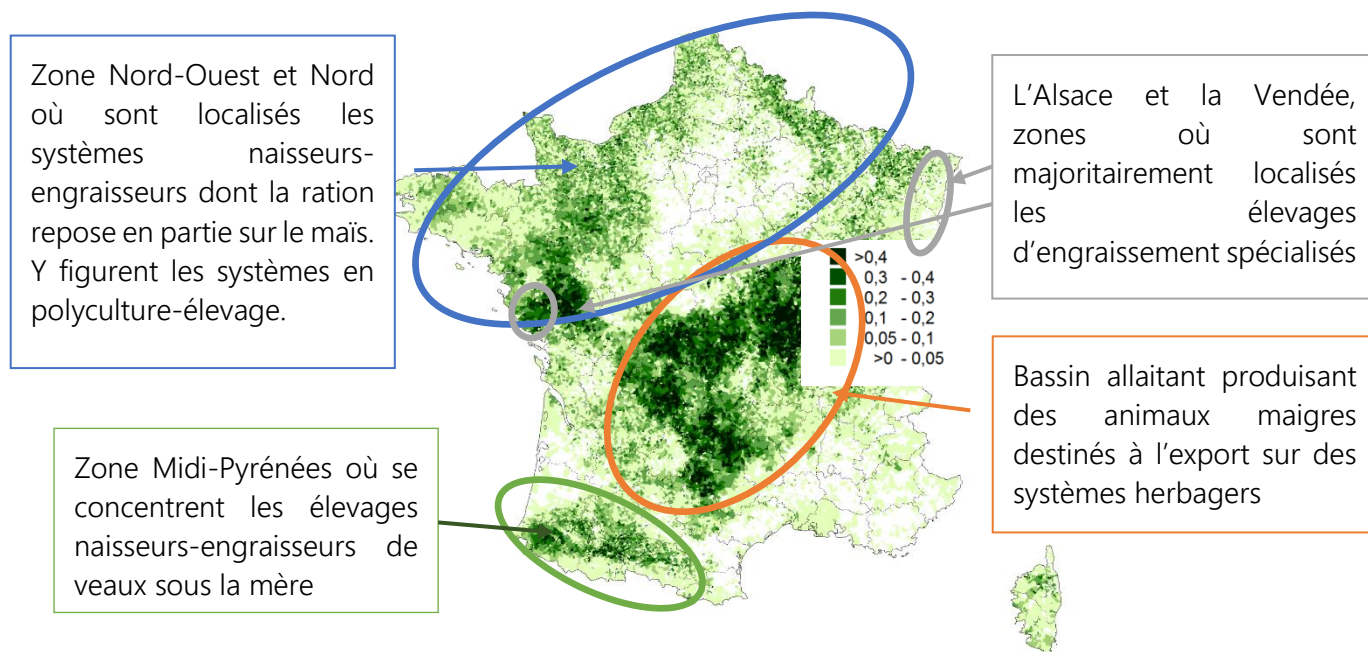 Zone Nord-Ouest et Nord
où sont localisés les
systèmes naisseurs-
engraisseurs dont la ration
repose en partie sur le maïs.
Y figurent les systèmes en
polyculture-élevage.
L’Alsace et la Vendée,
zones où sont
majoritairement localisés
les élevages
d’engraissement spécialisés
>0,4
0,3 - 0,4
0,2 - 0,3
0,1 - 0,2
0,05 - 0,1
>0 - 0,05
Bassin allaitant produisant
des animaux maigres
destinés à l’export sur des
systèmes herbagers
Zone Midi-Pyrénées où se
concentrent les élevages
naisseurs-engraisseurs de
veaux sous la mère